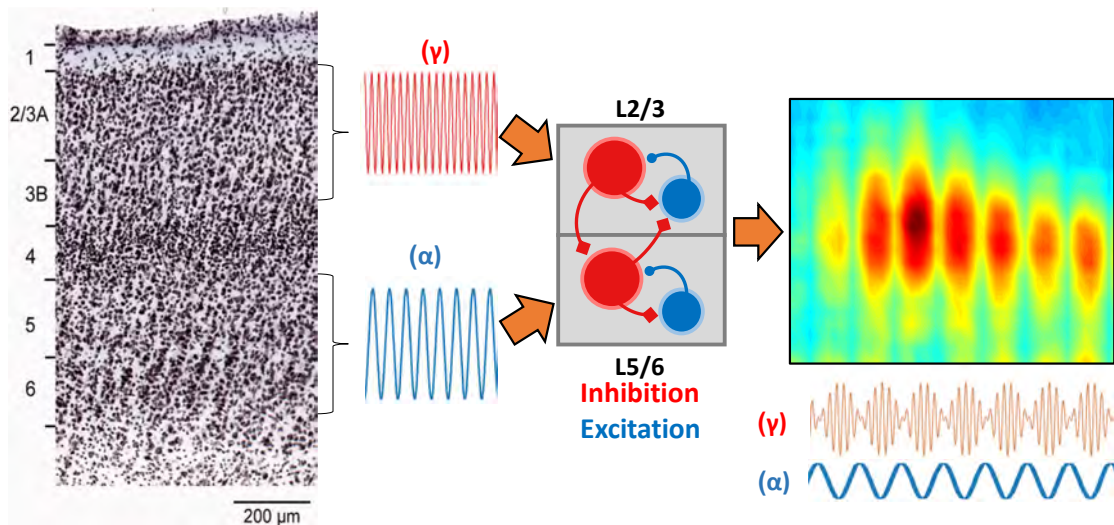 1
2/3A
3B
4
5
6
200 µm
(γ)
(α)
L2/3
L5/6
Inhibition
Excitation
(γ)
(α)